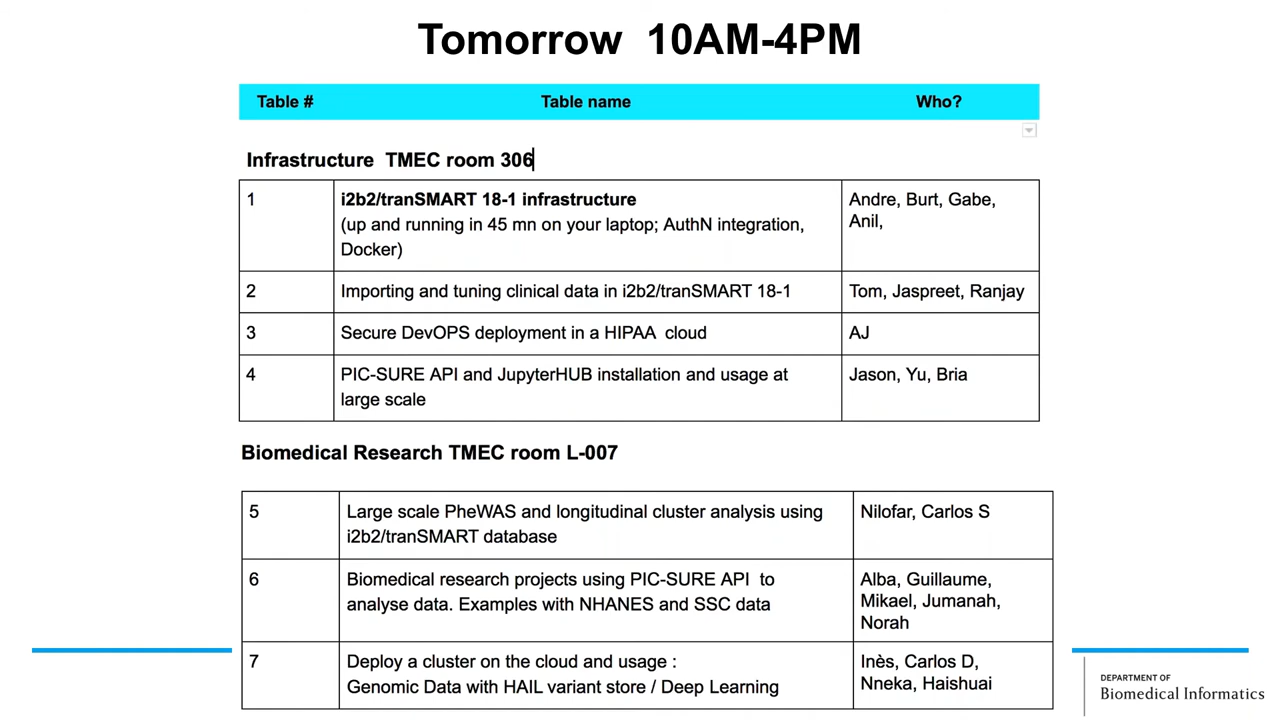 Tomorrow 10AM-4PM
Table # Table name Who?
Infrastructure TMEC room 306
1 i2b2/tranSMART 18-1 infrastructure Andre, Burt, Gabe,
(up and running in 45 mn on your laptop; AuthN integration, Anil,
Docker)
2 Importing and tuning clinical data in i2b2/tranSMART 18-1 Tom, Jaspreet, Ranjay
3 Secure DevOPS deployment in a HIPAA cloud AJ
4 PIC-SURE API and JupyterHUB installation and usage at Jason, Yu, Bria
large scale
Biomedical Research TMEC room L-007
5 Large scale PheWAS and longitudinal cluster analysis using Nilofar, Carlos S
i2b2/tranSMART database
6 Biomedical research projects using PIC-SURE API to Alba, Guillaume,
analyse data. Examples with NHANES and SSC data Mikael, Jumanah,
Norah
7 Deploy a cluster on the cloud and usage : Inès, Carlos D,
Genomic Data with HAIL variant store / Deep Learning Nneka, Haishuai
DEPARTMENT OF
Biomedical Informatics